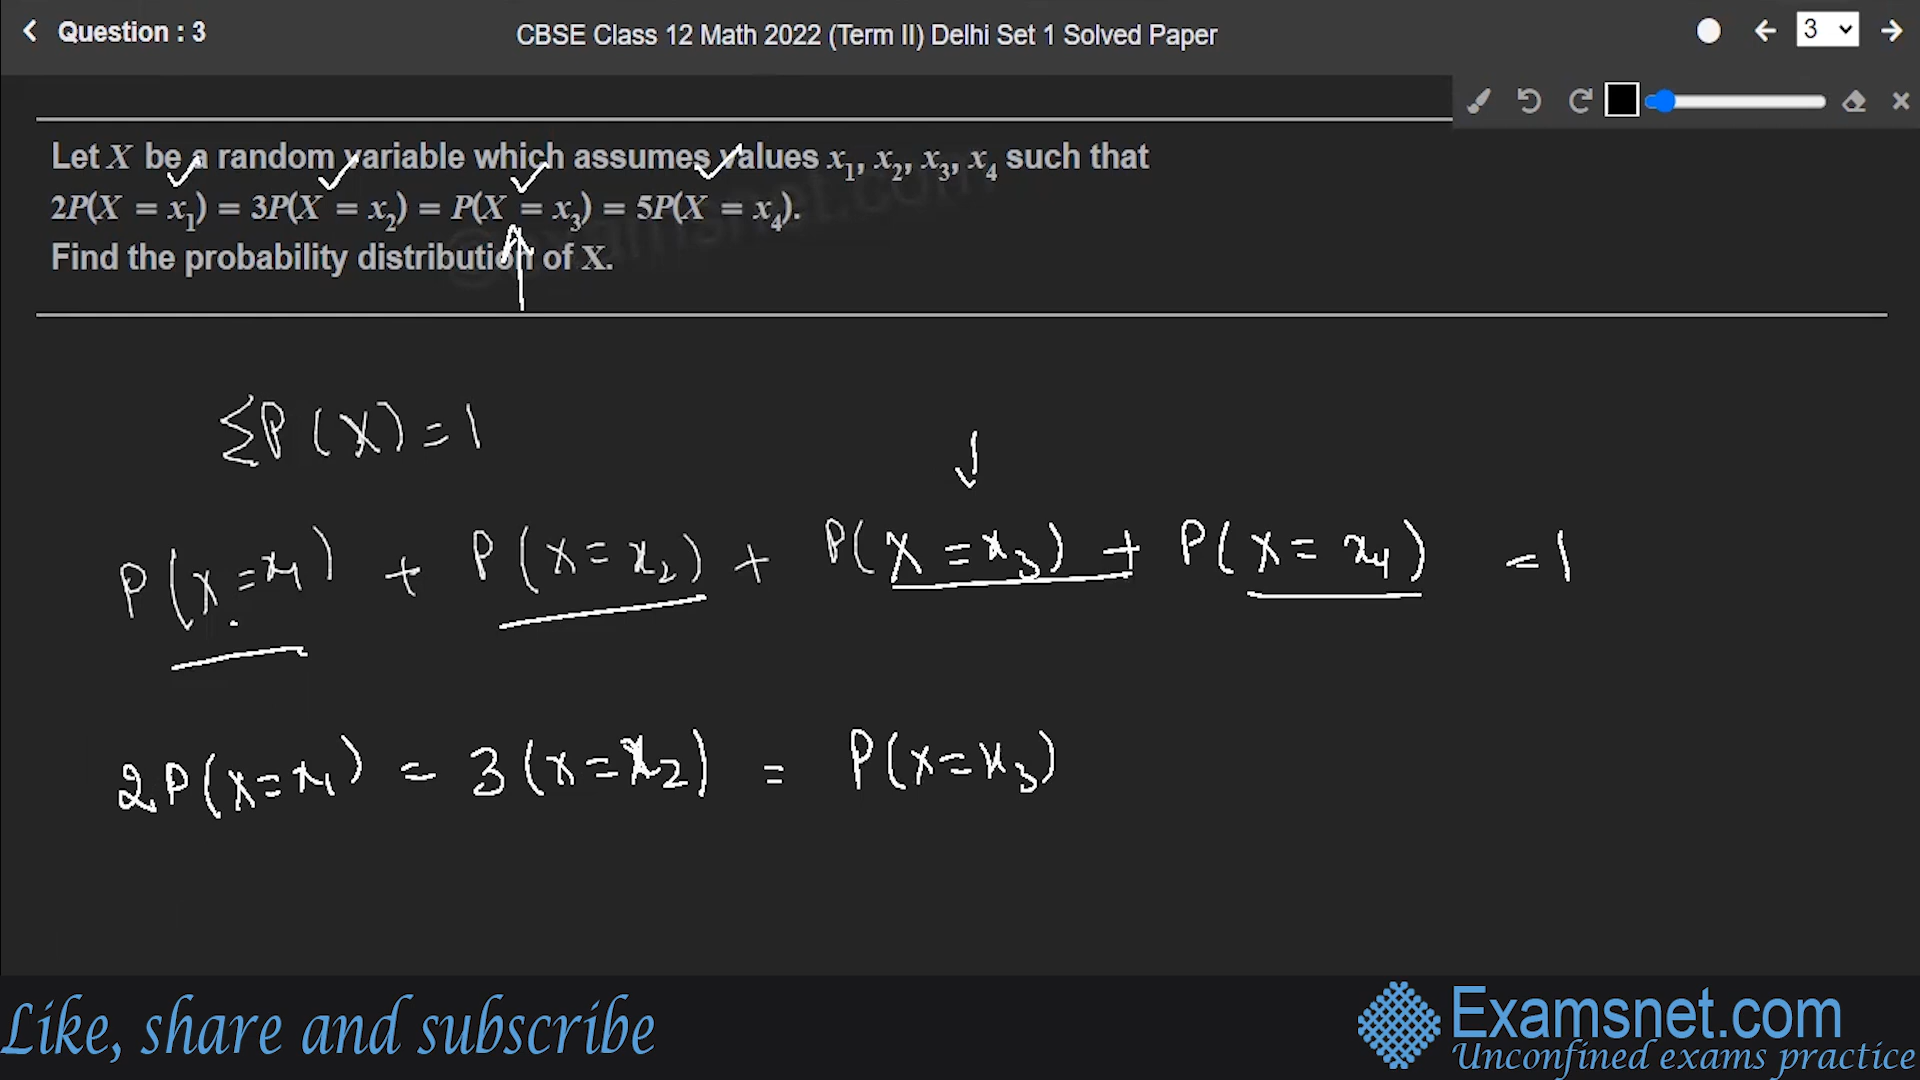 Question : 3
CBSE Class 12 Math 2022 (Term II) Delhi Set 1 Solved Paper
3
Let X be a random variable which assumes values x₁, x₂, x₃, x₄ such that
2P(X = x₁) = 3P(X = x₂) = P(X = x₃) = 5P(X = x₄).
Find the probability distribution of X.
@examsnet.com
ΣP(X)=1
P(x=x₁) + P(x=x₂) + P(X=x₃) + P(x=x₄) =1
2P(x=x₁) = 3(x=x₂) = P(x=x₃)
Like, share and subscribe
Examsnet.com
Unconfined exams practice